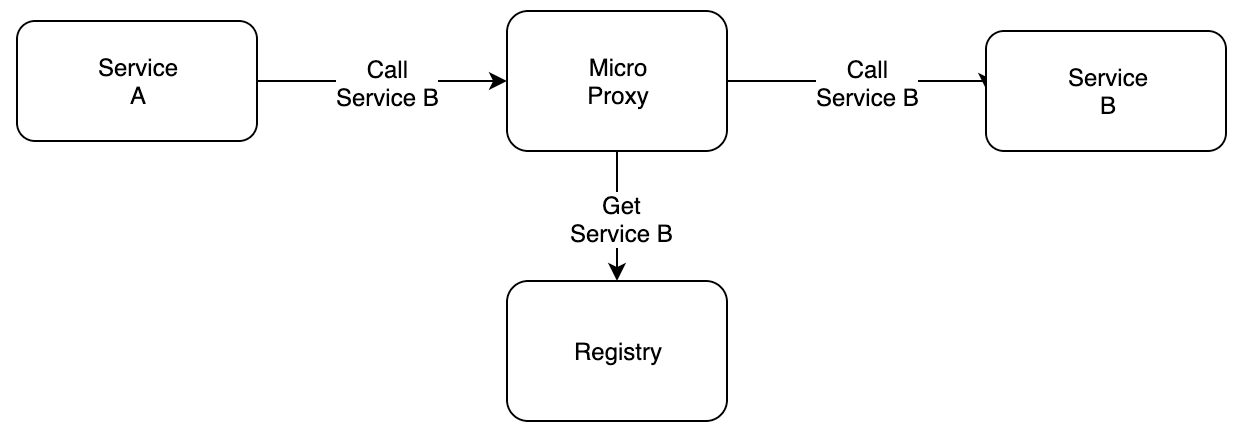 Service
A
Call
Service B
Micro
Proxy
Call
Service B
Service
B
Get
Service B
Registry